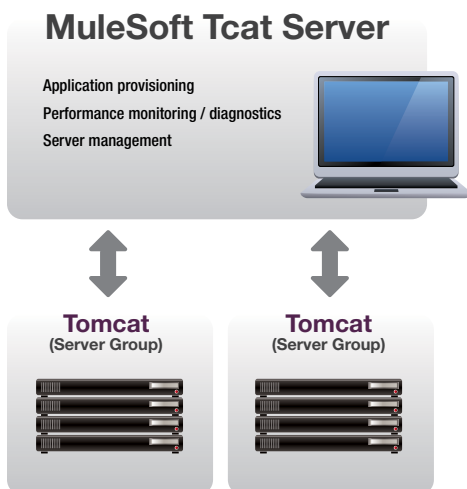 MuleSoft Tcat Server
Application provisioning
Performance monitoring / diagnostics
Server management
Tomcat
(Server Group)
Tomcat
(Server Group)